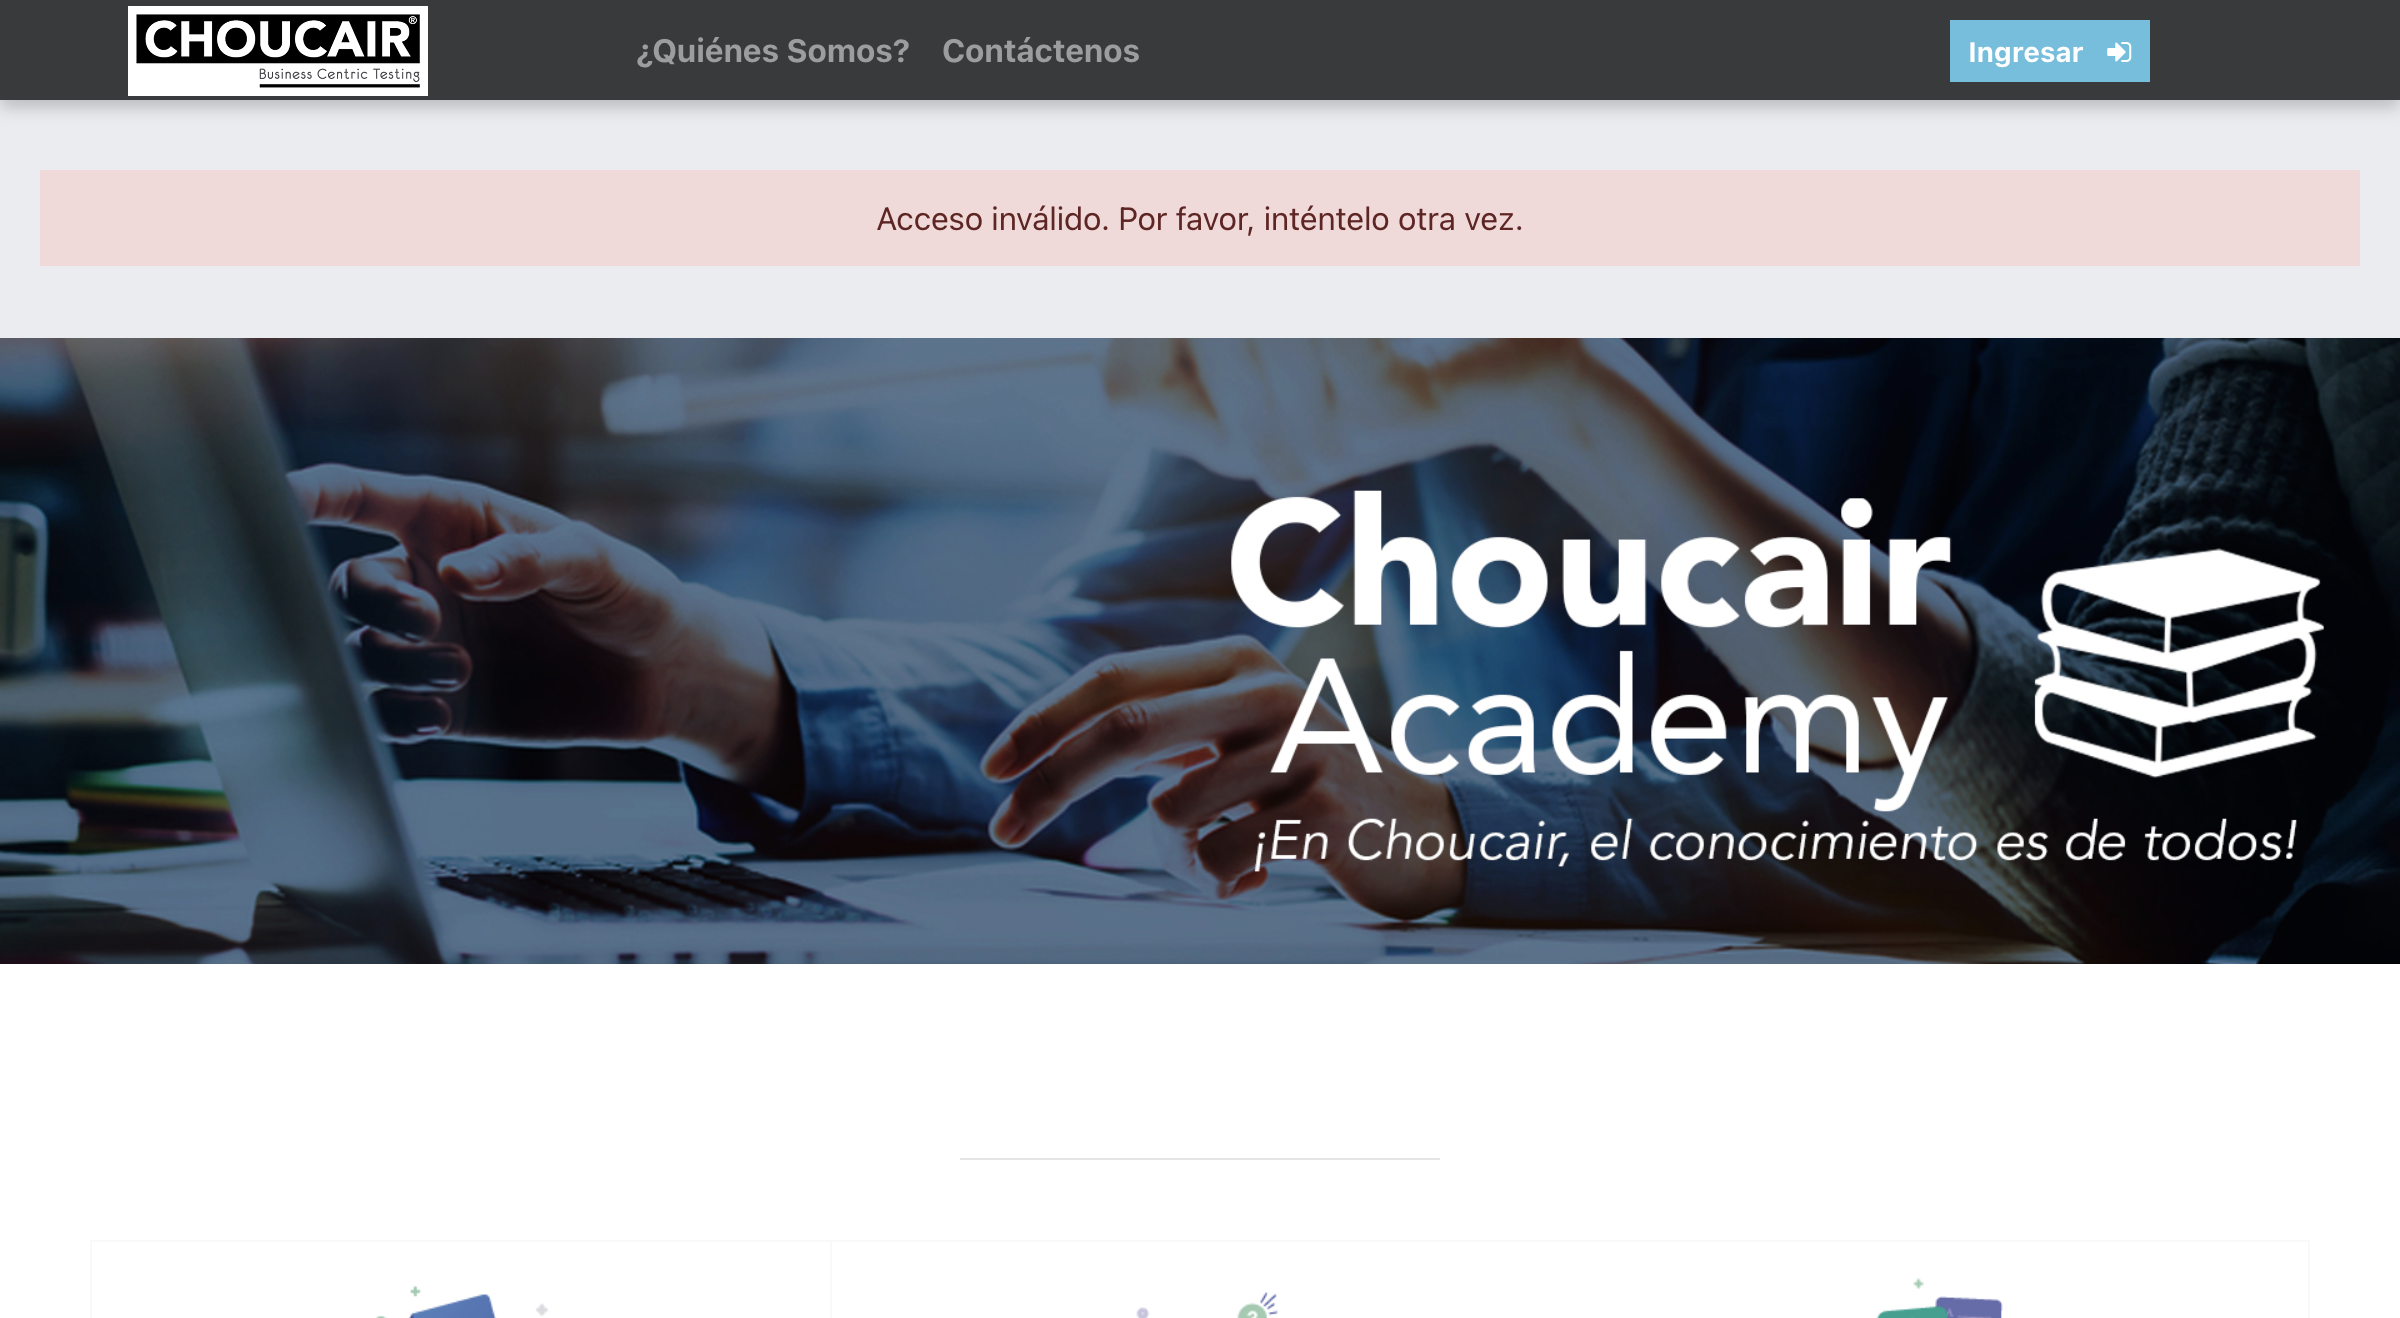 CHOUCAIR®
Business Centric Testing
¿Quiénes Somos?
Contáctenos
Ingresar
Acceso inválido. Por favor, inténtelo otra vez.
Choucair
Academy
¡En Choucair, el conocimiento es de todos!